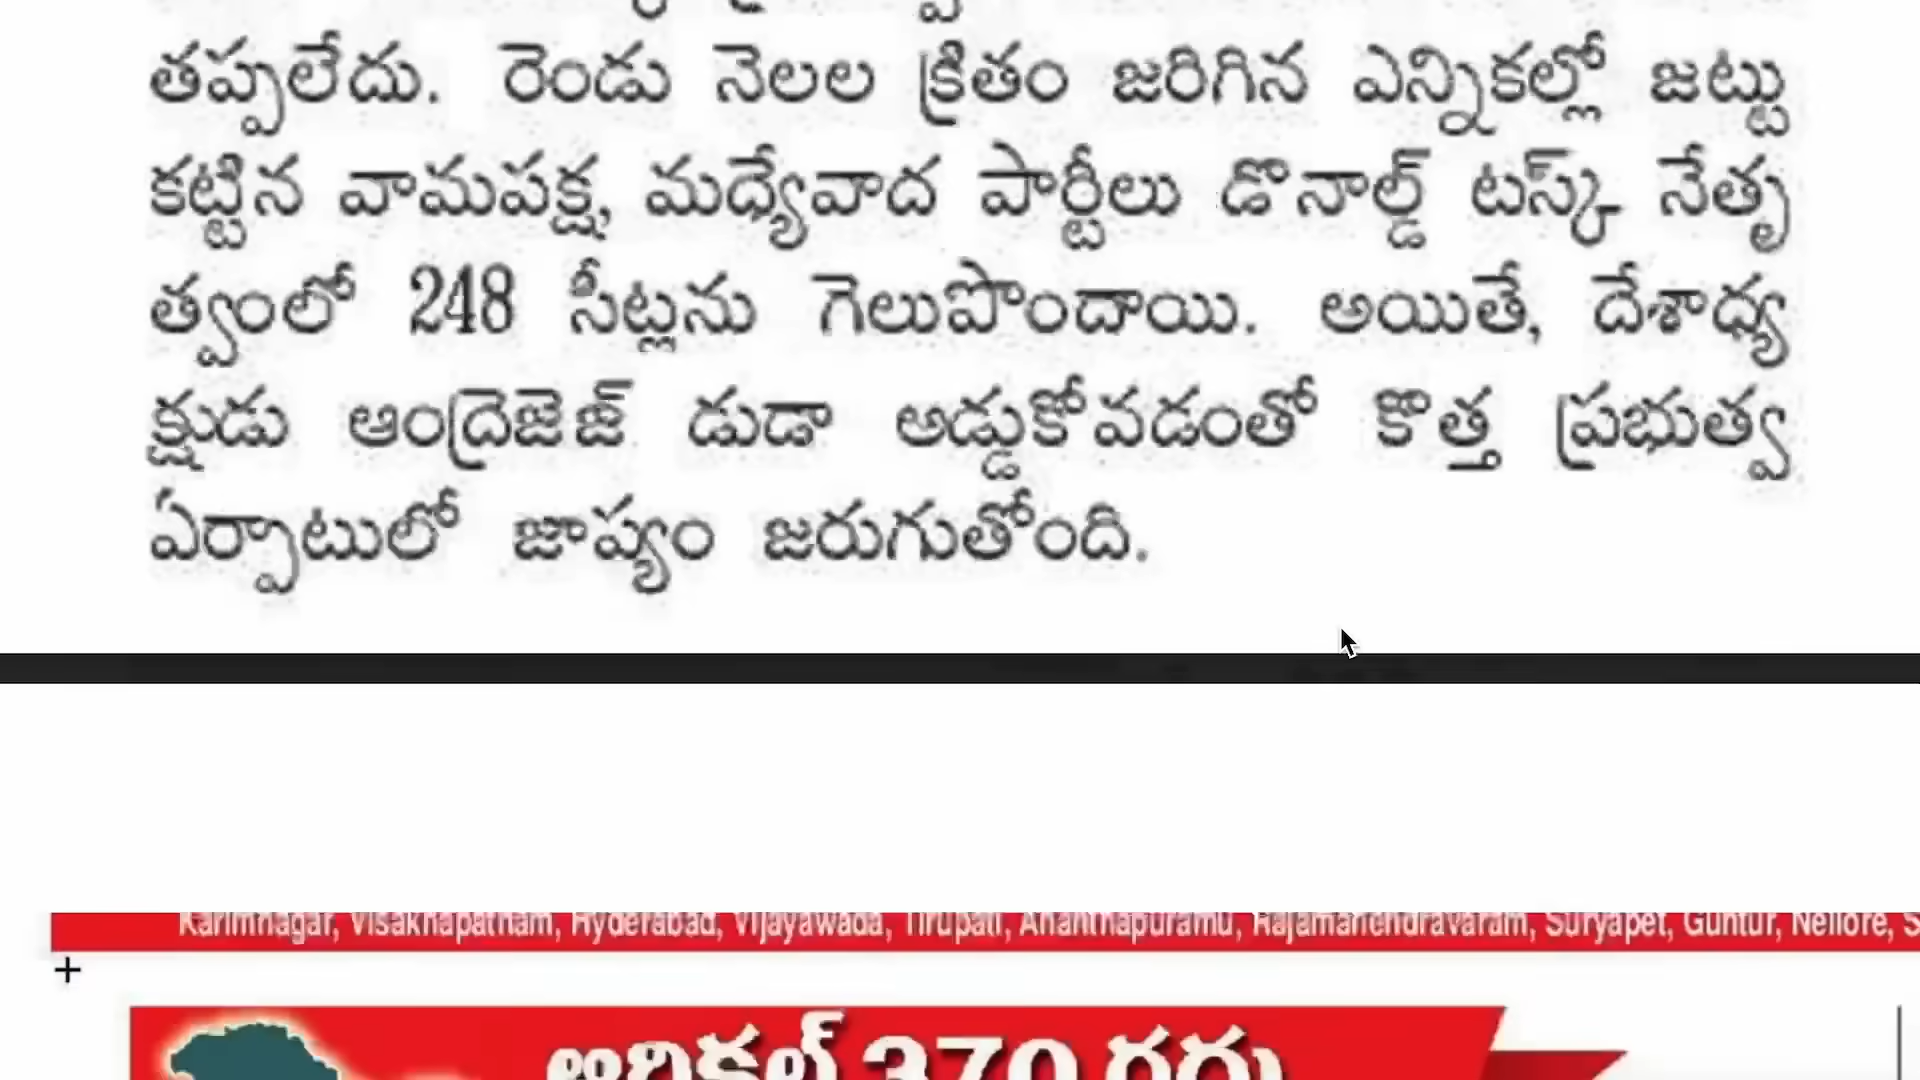 తప్పలేదు. రెండు నెలల క్రితం జరిగిన ఎన్నికల్లో జట్టు
కట్టిన వామపక్ష, మధ్యేవాద పార్టీలు డొనాల్డ్ టస్క్ నేతృ
త్వంలో 248 సీట్లను గెలుపొందాయి. అయితే, దేశాధ్య
క్షుడు ఆంద్రెజెజ్ డుడా అడ్డుకోవడంతో కొత్త ప్రభుత్వ
ఏర్పాటులో జాప్యం జరుగుతోంది.
Karimnagar, Visakhapatnam, Hyderabad, Vijayawada, Tirupati, Ananthapuramu, Rajamahendravaram, Suryapet, Guntur, Nellore, S
ఆర్టికల్ 370 రద్దు